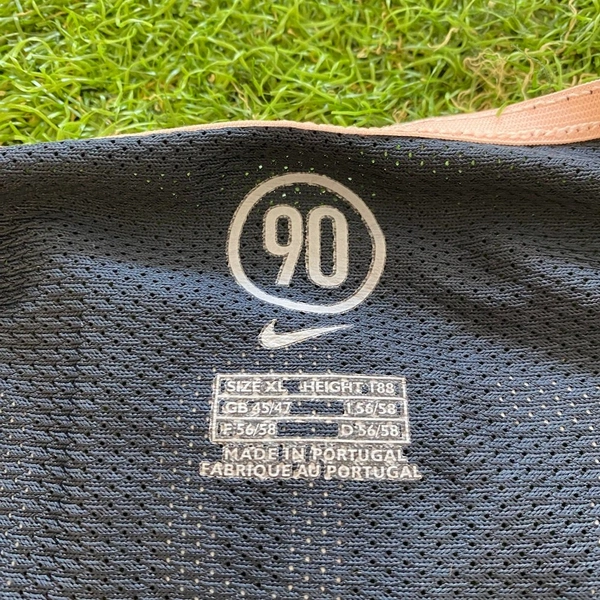 90
SIZE XL HEIGHT 188
GB 45/47 I 56/58
F 56/58 D 56/58
MADE IN PORTUGAL
FABRIQUE AU PORTUGAL